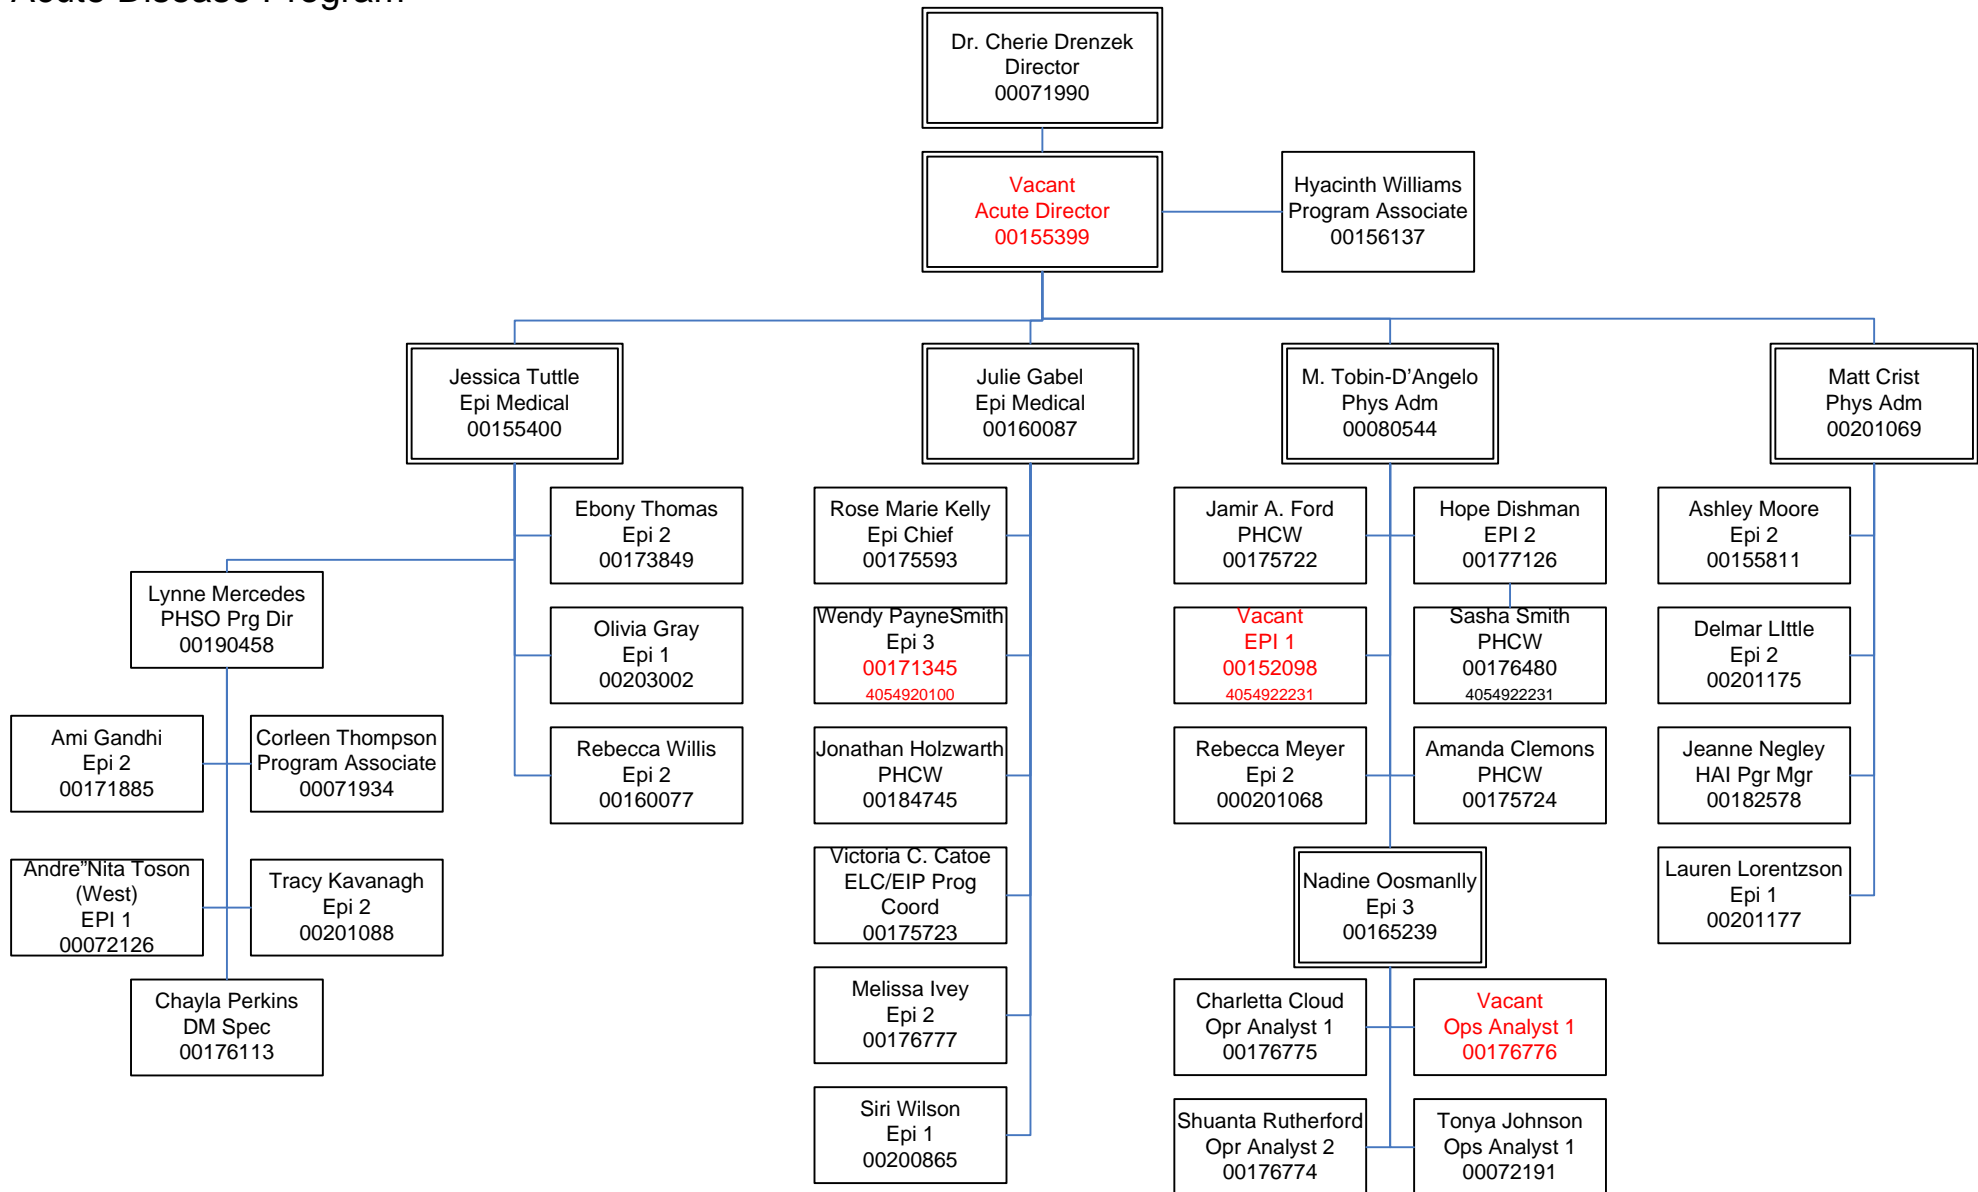 Acute Disease Program
Dr. Cherie Drenzek
Director
00071990
Vacant
Acute Director
00155399
Hyacinth Williams
Program Associate
00156137
Jessica Tuttle
Epi Medical
00155400
Julie Gabel
Epi Medical
00160087
M. Tobin-D’Angelo
Phys Adm
00080544
Matt Crist
Phys Adm
00201069
Ebony Thomas
Epi 2
00173849
Olivia Gray
Epi 1
00203002
Rebecca Willis
Epi 2
00160077
Lynne Mercedes
PHSO Prg Dir
00190458
Ami Gandhi
Epi 2
00171885
Corleen Thompson
Program Associate
00071934
Andre”Nita Toson
(West)
EPI 1
00072126
Tracy Kavanagh
Epi 2
00201088
Chayla Perkins
DM Spec
00176113
Rose Marie Kelly
Epi Chief
00175593
Wendy PayneSmith
Epi 3
00171345
4054920100
Jonathan Holzwarth
PHCW
00184745
Victoria C. Catoe
ELC/EIP Prog
Coord
00175723
Melissa Ivey
Epi 2
00176777
Siri Wilson
Epi 1
00200865
Jamir A. Ford
PHCW
00175722
Hope Dishman
EPI 2
00177126
Vacant
EPI 1
00152098
4054922231
Sasha Smith
PHCW
00176480
4054922231
Rebecca Meyer
Epi 2
000201068
Amanda Clemons
PHCW
00175724
Nadine Oosmanlly
Epi 3
00165239
Charletta Cloud
Opr Analyst 1
00176775
Vacant
Ops Analyst 1
00176776
Shuanta Rutherford
Opr Analyst 2
00176774
Tonya Johnson
Ops Analyst 1
00072191
Ashley Moore
Epi 2
00155811
Delmar LIttle
Epi 2
00201175
Jeanne Negley
HAI Pgr Mgr
00182578
Lauren Lorentzson
Epi 1
00201177